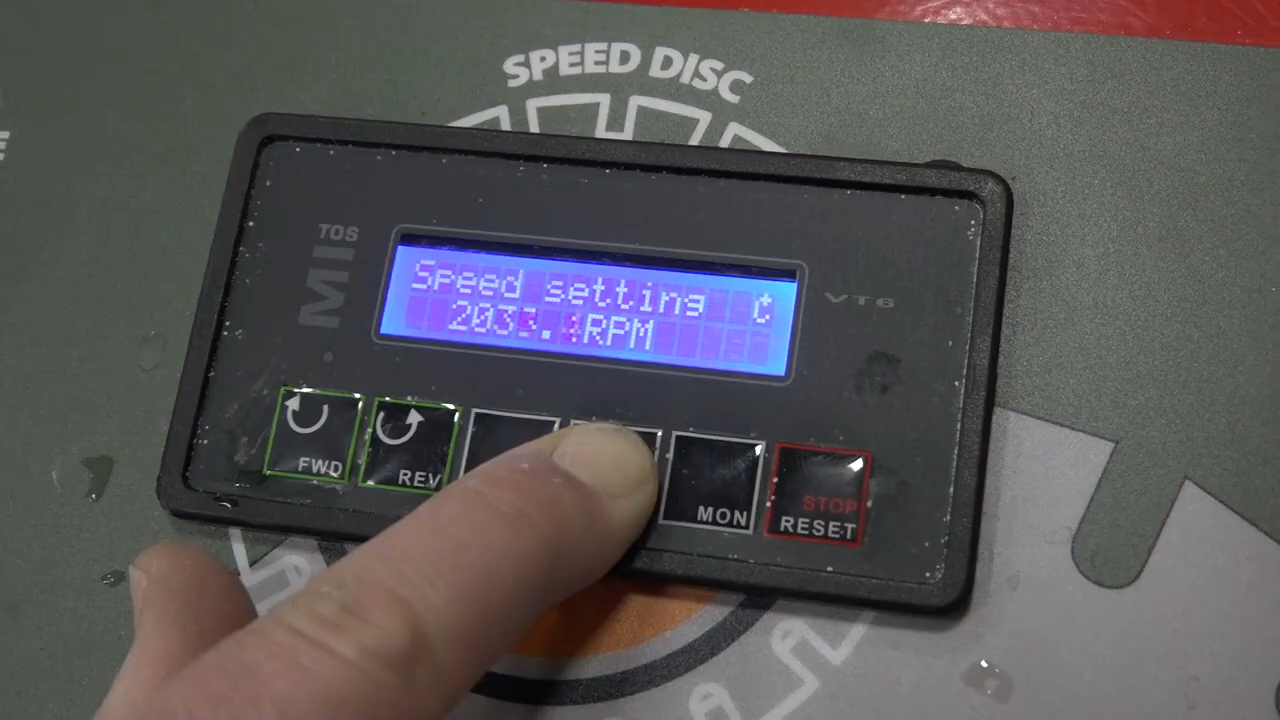 SPEED DISC
TOS
MI
VT6
Speed setting
RPM
FWD
REV
MON
STOP
RESET